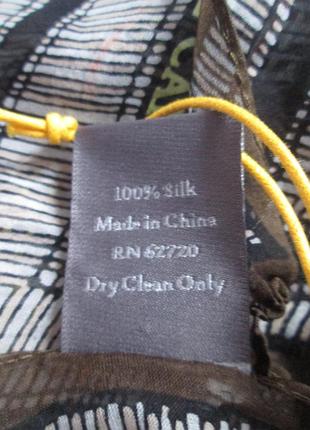 100% Silk
Made in China
RN 62720
Dry Clean Only